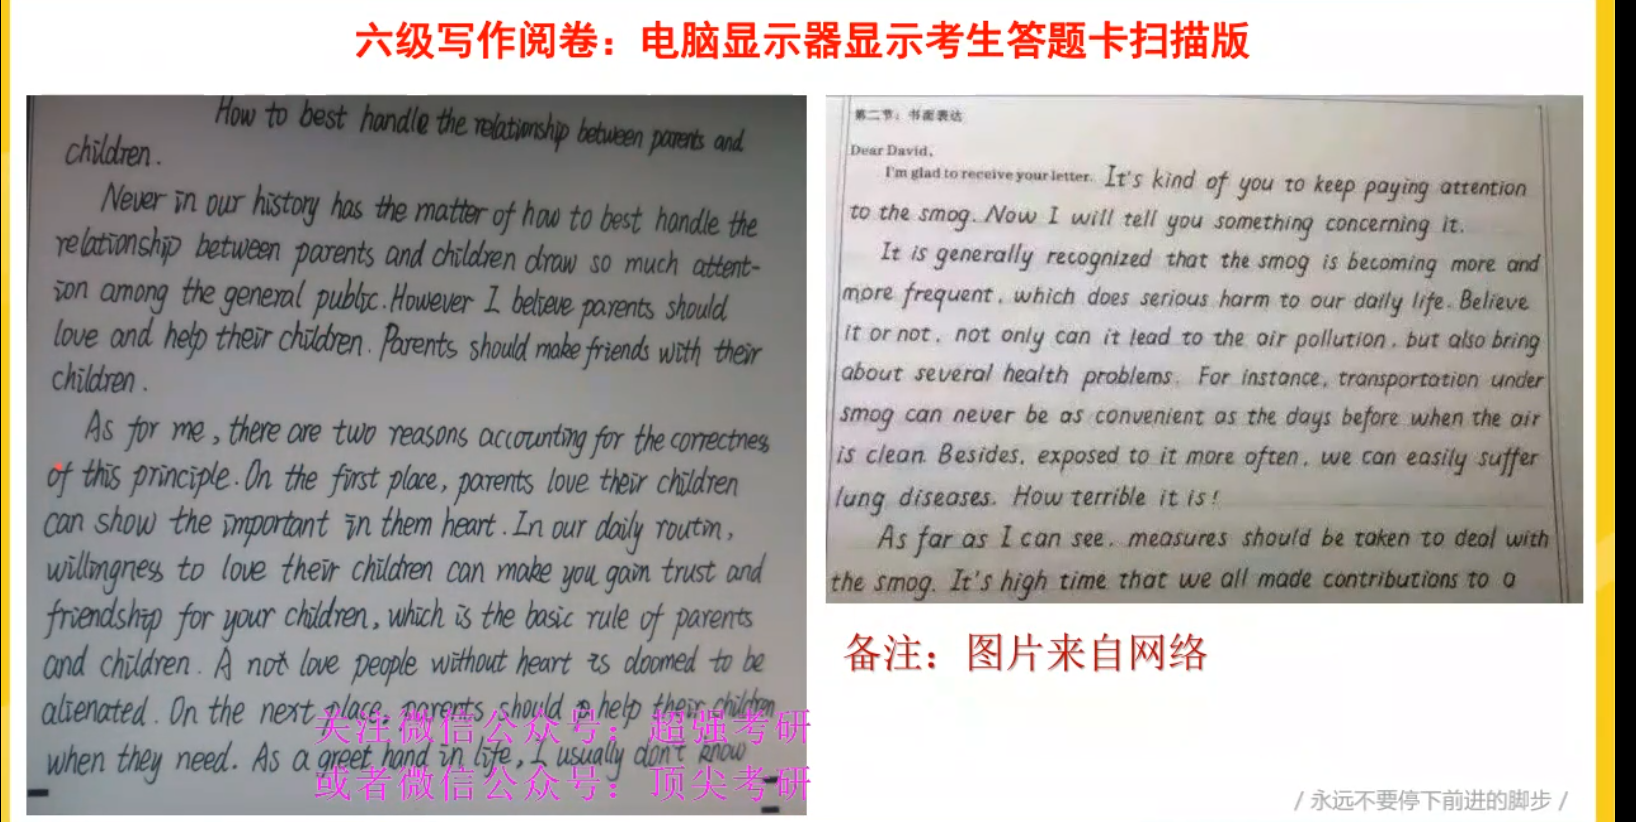 六级写作阅卷：电脑显示器显示考生答题卡扫描版
How to best handle the relationship between parents and
children.
Never in our history has the matter of how to best handle the
relationship between parents and children draw so much attent-
ion among the general public. However I believe parents should
love and help their children. Parents should make friends with their
children.
As for me, there are two reasons accounting for the correctness
of this principle. On the first place, parents love their children
can show the important in them heart. In our daily routin,
willingness to love their children can make you gain trust and
friendship for your children, which is the basic rule of parents
and children. A not love people without heart is doomed to be
alienated. On the next place, parents should help their children
when they need. As a greet hand in life, I usually don't know
关注微信公众号：超强考研
或者微信公众号：顶尖考研
第二节：书面表达
Dear David,
I'm glad to receive your letter. It's kind of you to keep paying attention
to the smog. Now I will tell you something concerning it.
It is generally recognized that the smog is becoming more and
more frequent, which does serious harm to our daily life. Believe
it or not, not only can it lead to the air pollution, but also bring
about several health problems. For instance, transportation under
smog can never be as convenient as the days before when the air
is clean. Besides, exposed to it more often, we can easily suffer
lung diseases. How terrible it is!
As far as I can see, measures should be taken to deal with
the smog. It's high time that we all made contributions to a
备注：图片来自网络
/ 永远不要停下前进的脚步 /